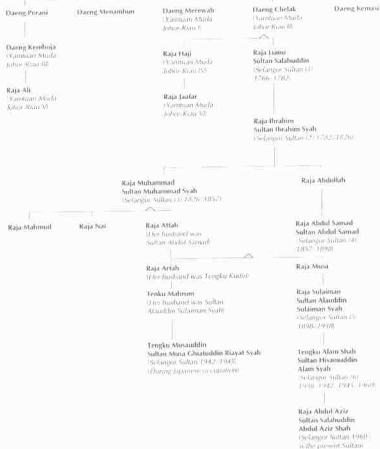 Daeng Perani
Daeng Menambun
Daeng Merewah
(Yamtuan Muda
Johor-Riau I)
Daeng Chelak
(Yamtuan Muda
Johor-Riau II)
Daeng Kemasi
Daeng Kemboja
(Yamtuan Muda
Johor-Riau III)
Raja Haji
(Yamtuan Muda
Johor-Riau IV)
Raja Lumu
Sultan Salahuddin
(Selangor Sultan (1)
1766-1782)
Raja Ali
(Yamtuan Muda
Johor-Riau V)
Raja Jaafar
(Yamtuan Muda
Johor-Riau VI)
Raja Ibrahim
Sultan Ibrahim Syah
(Selangor Sultan (2) 1782-1826)
Raja Muhammad
Sultan Muhammad Syah
(Selangor Sultan (3) 1826-1857)
Raja Abdullah
Raja Mahmud
Raja Nai
Raja Atfah
(Her husband was
Sultan Abdul Samad)
Raja Abdul Samad
Sultan Abdul Samad
(Selangor Sultan (4)
1857-1898)
Raja Arfah
(Her husband was Tengku Kudin)
Raja Musa
Tenku Mahrum
(Her husband was Sultan
Alauddin Sulaiman Syah)
Raja Sulaiman
Sultan Alauddin
Sulaiman Syah
(Selangor Sultan (5)
1898-1938)
Tengku Musauddin
Sultan Musa Ghiatuddin Riayat Syah
(Selangor Sultan 1942-1945)
(During Japanese occupation)
Tengku Alam Shah
Sultan Hisamuddin
Alam Syah
(Selangor Sultan (6)
1938-1942, 1945-1960)
Raja Abdul Aziz
Sultan Salahuddin
Abdul Aziz Shah
(Selangor Sultan 1960-
is the present Sultan)